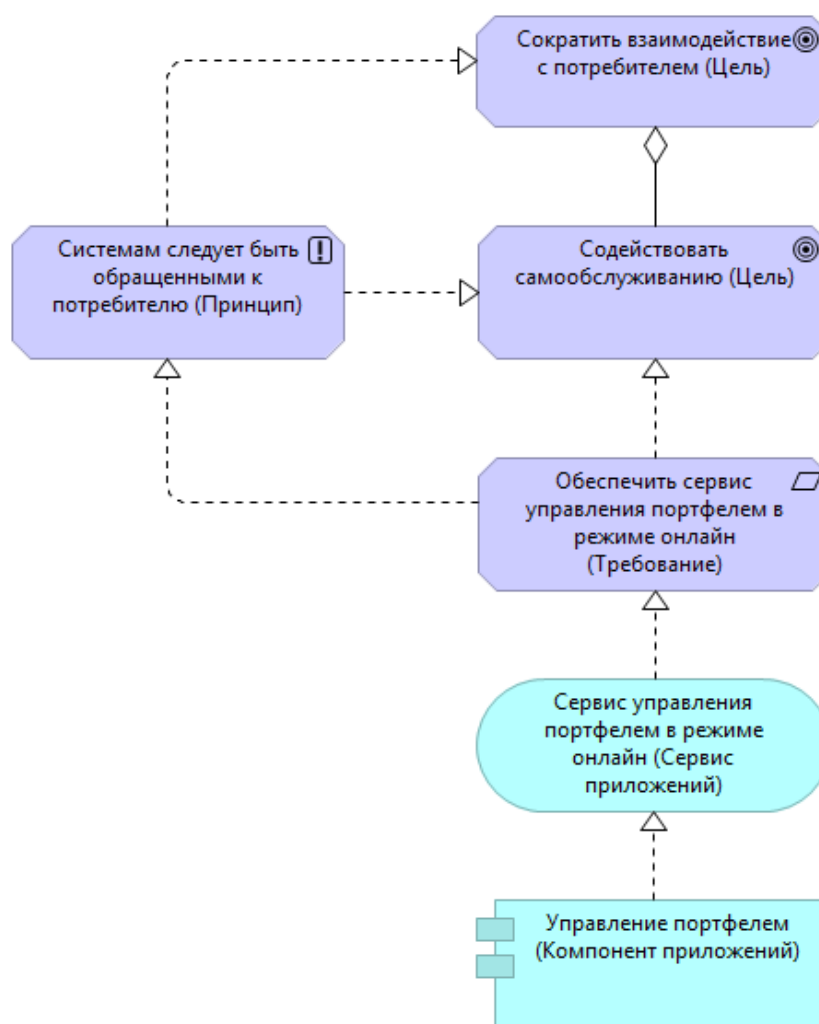 Сократить взаимодействие
с потребителем (Цель)
Системам следует быть
обращенными к
потребителю (Принцип)
Содействовать
самообслуживанию (Цель)
Обеспечить сервис
управления портфелем в
режиме онлайн
(Требование)
Сервис управления
портфелем в режиме
онлайн (Сервис
приложений)
Управление портфелем
(Компонент приложений)